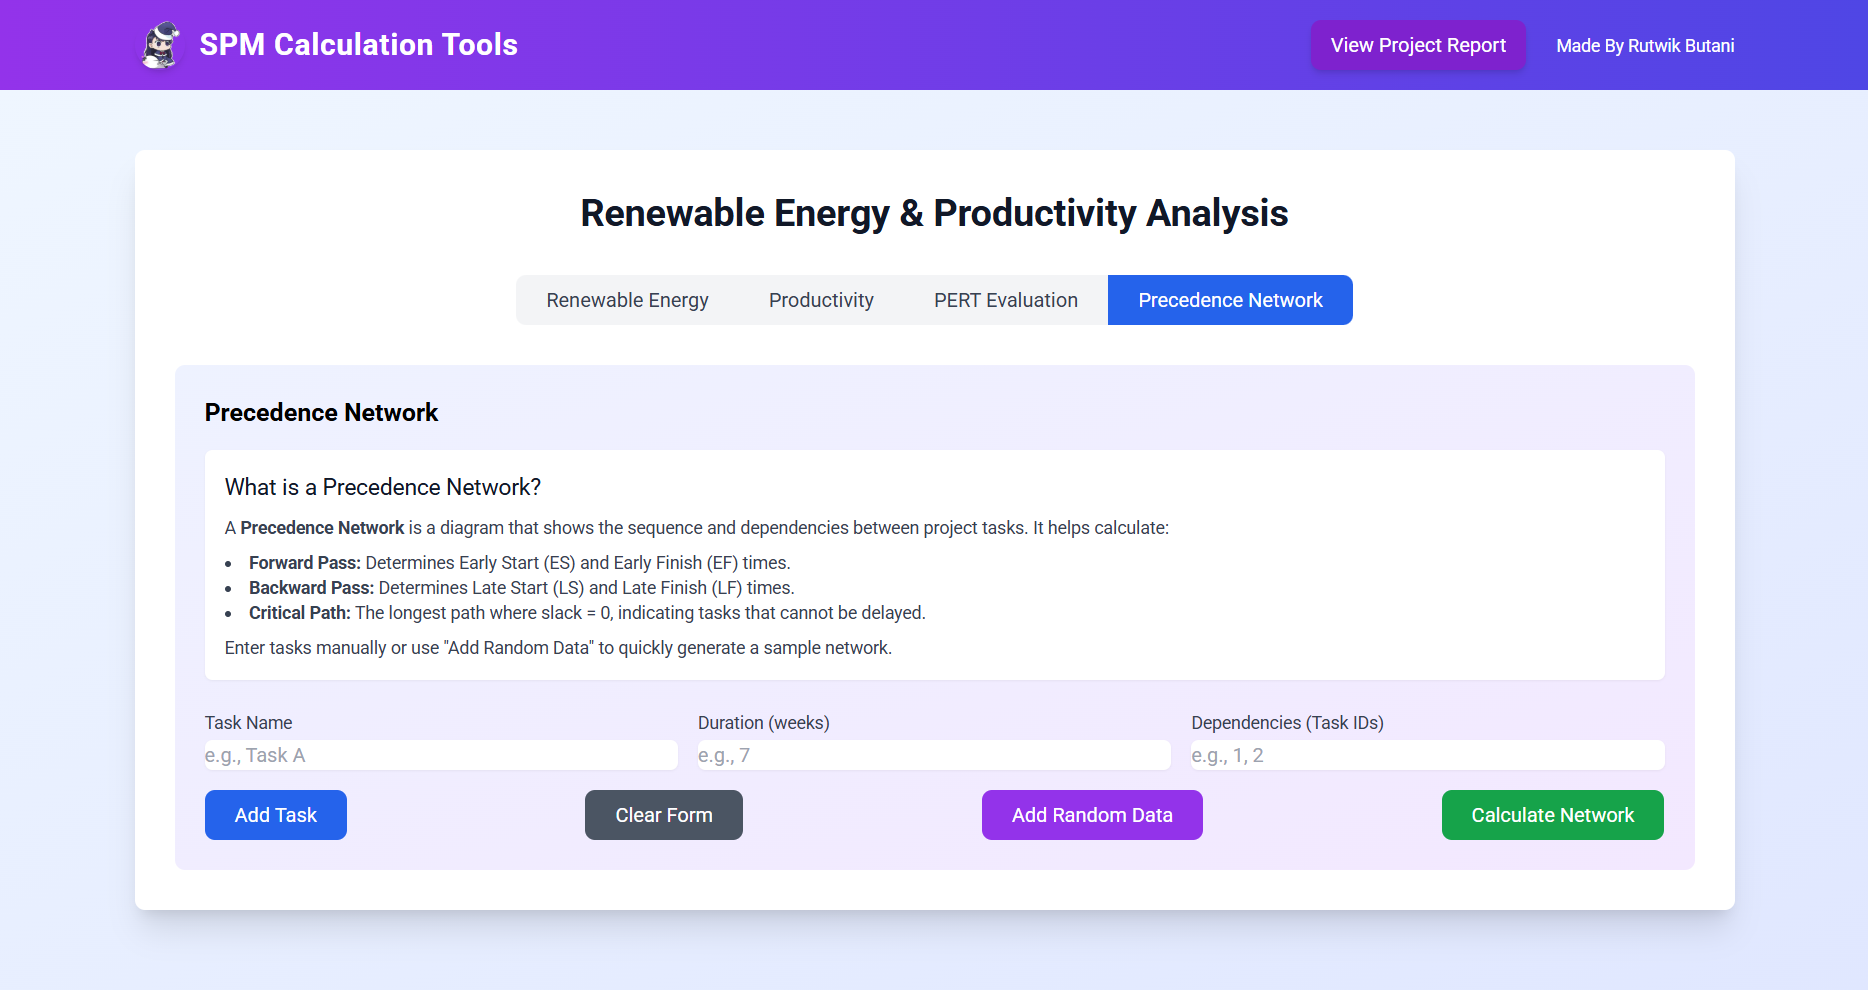 SPM Calculation Tools
View Project Report
Made By Rutwik Butani
Renewable Energy & Productivity Analysis
Renewable Energy
Productivity
PERT Evaluation
Precedence Network
Precedence Network
What is a Precedence Network?
A Precedence Network is a diagram that shows the sequence and dependencies between project tasks. It helps calculate:
• Forward Pass: Determines Early Start (ES) and Early Finish (EF) times.
• Backward Pass: Determines Late Start (LS) and Late Finish (LF) times.
• Critical Path: The longest path where slack = 0, indicating tasks that cannot be delayed.
Enter tasks manually or use "Add Random Data" to quickly generate a sample network.
Task Name
Duration (weeks)
Dependencies (Task IDs)
e.g., Task A
e.g., 7
e.g., 1, 2
Add Task
Clear Form
Add Random Data
Calculate Network